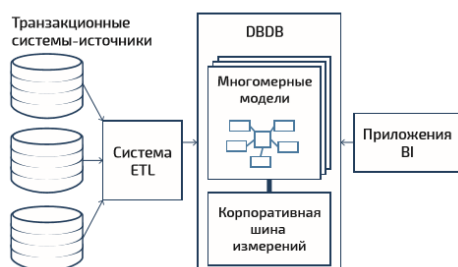 Транзакционные
системы-источники
DBDB
Многомерные
модели
Система
ETL
Приложения
BI
Корпоративная
шина
измерений